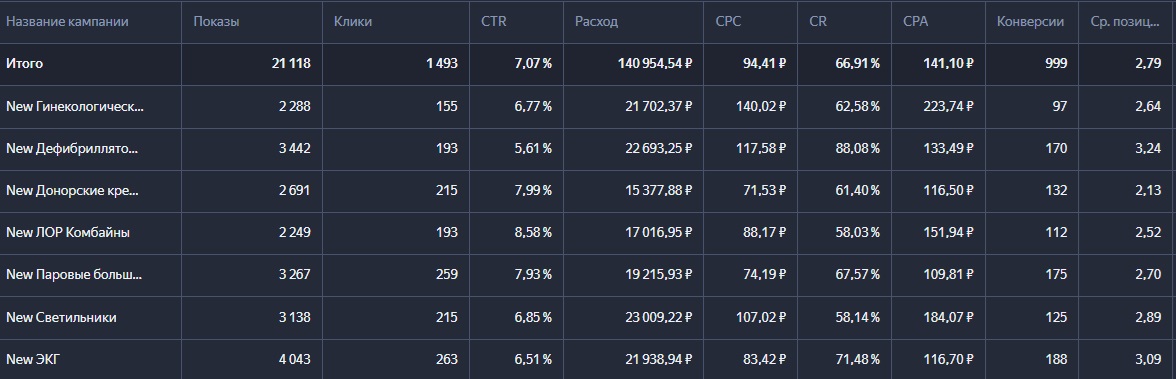 Название кампании Показы Клики CTR Расход CPC CR CPA Конверсии Ср. позиц...
Итого 21 118 1 493 7,07 % 140 954,54 ₽ 94,41 ₽ 66,91 % 141,10 ₽ 999 2,79
New Гинекологическ... 2 288 155 6,77 % 21 702,37 ₽ 140,02 ₽ 62,58 % 223,74 ₽ 97 2,64
New Дефибриллято... 3 442 193 5,61 % 22 693,25 ₽ 117,58 ₽ 88,08 % 133,49 ₽ 170 3,24
New Донорские кре... 2 691 215 7,99 % 15 377,88 ₽ 71,53 ₽ 61,40 % 116,50 ₽ 132 2,13
New ЛОР Комбайны 2 249 193 8,58 % 17 016,95 ₽ 88,17 ₽ 58,03 % 151,94 ₽ 112 2,52
New Паровые больш... 3 267 259 7,93 % 19 215,93 ₽ 74,19 ₽ 67,57 % 109,81 ₽ 175 2,70
New Светильники 3 138 215 6,85 % 23 009,22 ₽ 107,02 ₽ 58,14 % 184,07 ₽ 125 2,89
New ЭКГ 4 043 263 6,51 % 21 938,94 ₽ 83,42 ₽ 71,48 % 116,70 ₽ 188 3,09